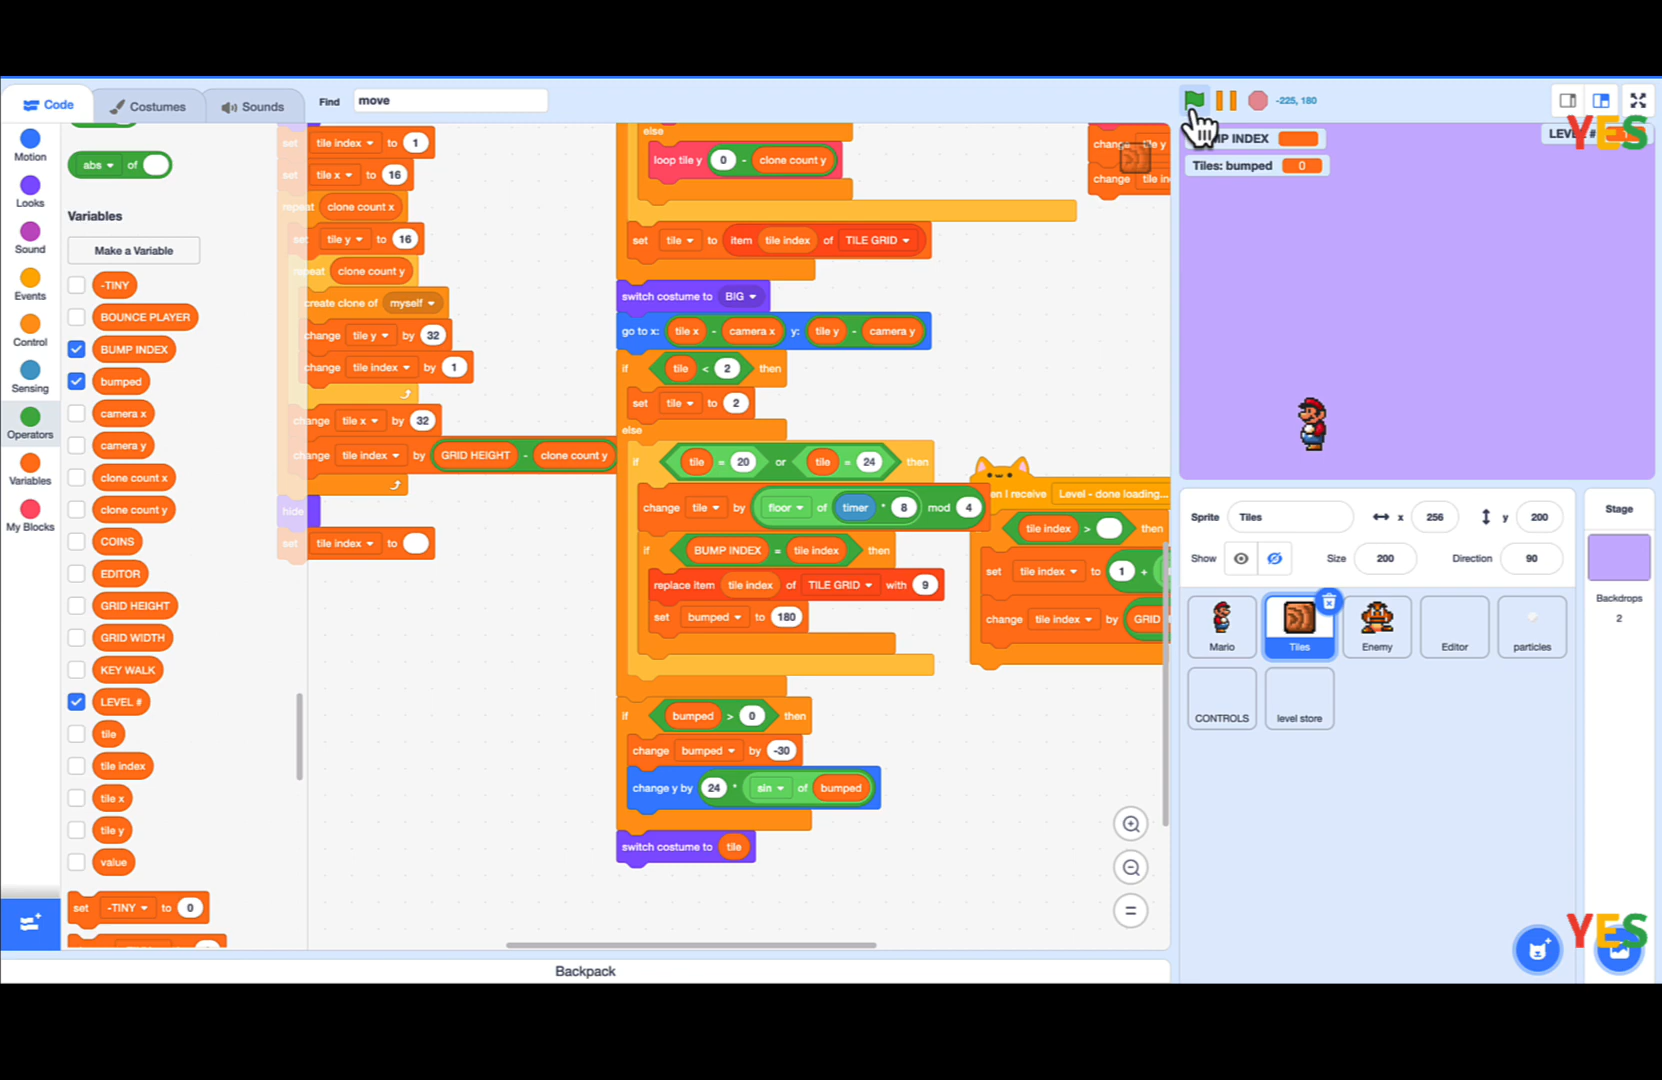 Code
Costumes
Sounds
Find
move
-225, 180
YES
Motion
Looks
Sound
Events
Control
Sensing
Operators
Variables
My Blocks
abs of
Variables
Make a Variable
-TINY
BOUNCE PLAYER
BUMP INDEX
bumped
camera x
camera y
clone count x
clone count y
COINS
EDITOR
GRID HEIGHT
GRID WIDTH
KEY WALK
LEVEL #
tile
tile index
tile x
tile y
value
set -TINY to 0
set tile index to 1
set tile x to 16
repeat clone count x
set tile y to 16
repeat clone count y
create clone of myself
change tile y by 32
change tile index by 1
change tile x by 32
change tile index by GRID HEIGHT - clone count y
hide
set tile index to
else
loop tile y 0 - clone count y
set tile to item tile index of TILE GRID
switch costume to BIG
go to x: tile x - camera x y: tile y - camera y
if tile < 2 then
set tile to 2
else
if tile = 20 or tile = 24 then
change tile by floor of timer * 8 mod 4
if BUMP INDEX = tile index then
replace item tile index of TILE GRID with 9
set bumped to 180
if bumped > 0 then
change bumped by -30
change y by 24 * sin of bumped
switch costume to tile
change
change
I receive Level - done loading...
tile index > then
set tile index to 1 +
change tile index by GRID
Backpack
INDEX
Tiles: bumped 0
LEVEL #
Sprite Tiles x 256 y 200
Show Size 200 Direction 90
Mario
Tiles
Enemy
Editor
particles
CONTROLS
level store
Stage
Backdrops
2
YES